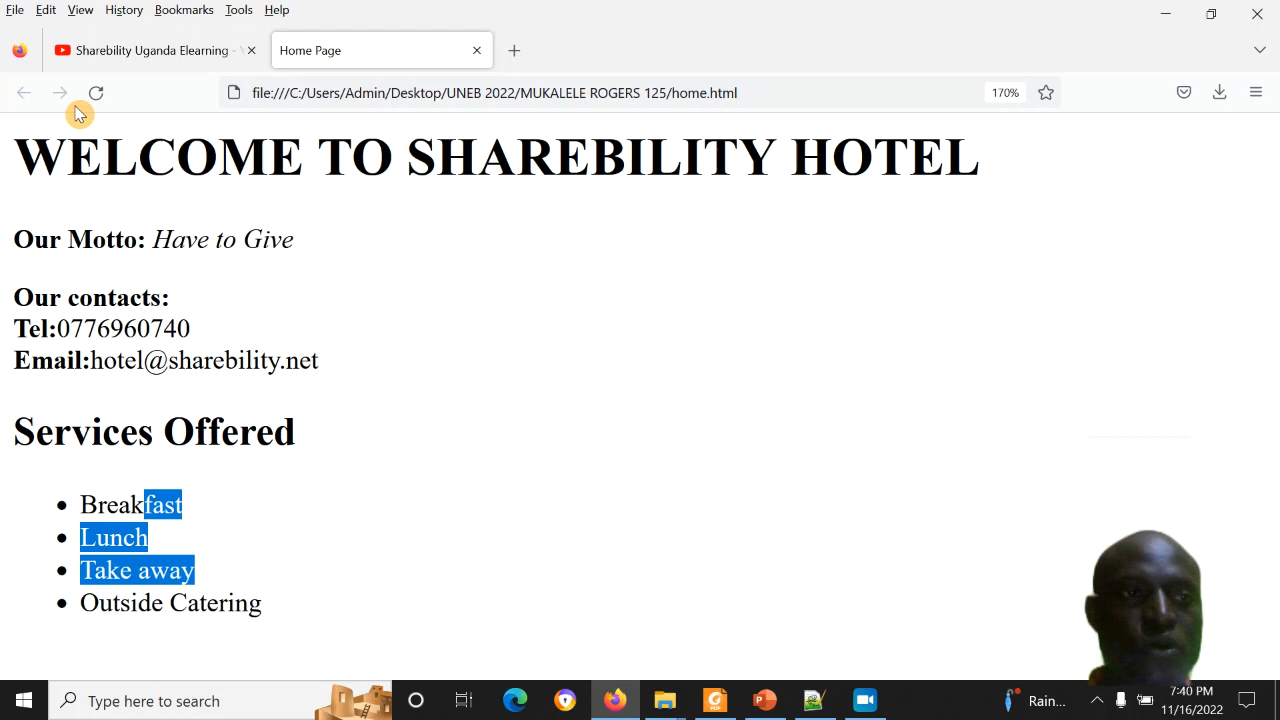 File Edit View History Bookmarks Tools Help
Sharebility Uganda Elearning -
Home Page
file:///C:/Users/Admin/Desktop/UNEB 2022/MUKALELE ROGERS 125/home.html
170%
WELCOME TO SHAREBILITY HOTEL
Our Motto: Have to Give
Our contacts:
Tel:0776960740
Email:hotel@sharebility.net
Services Offered
Breakfast
Lunch
Take away
Outside Catering
Type here to search
Rain...
7:40 PM
11/16/2022